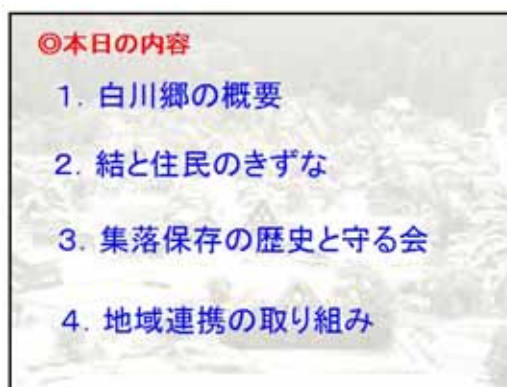 ◎本日の内容
１．白川郷の概要
２．結と住民のきずな
３．集落保存の歴史と守る会
４．地域連携の取り組み